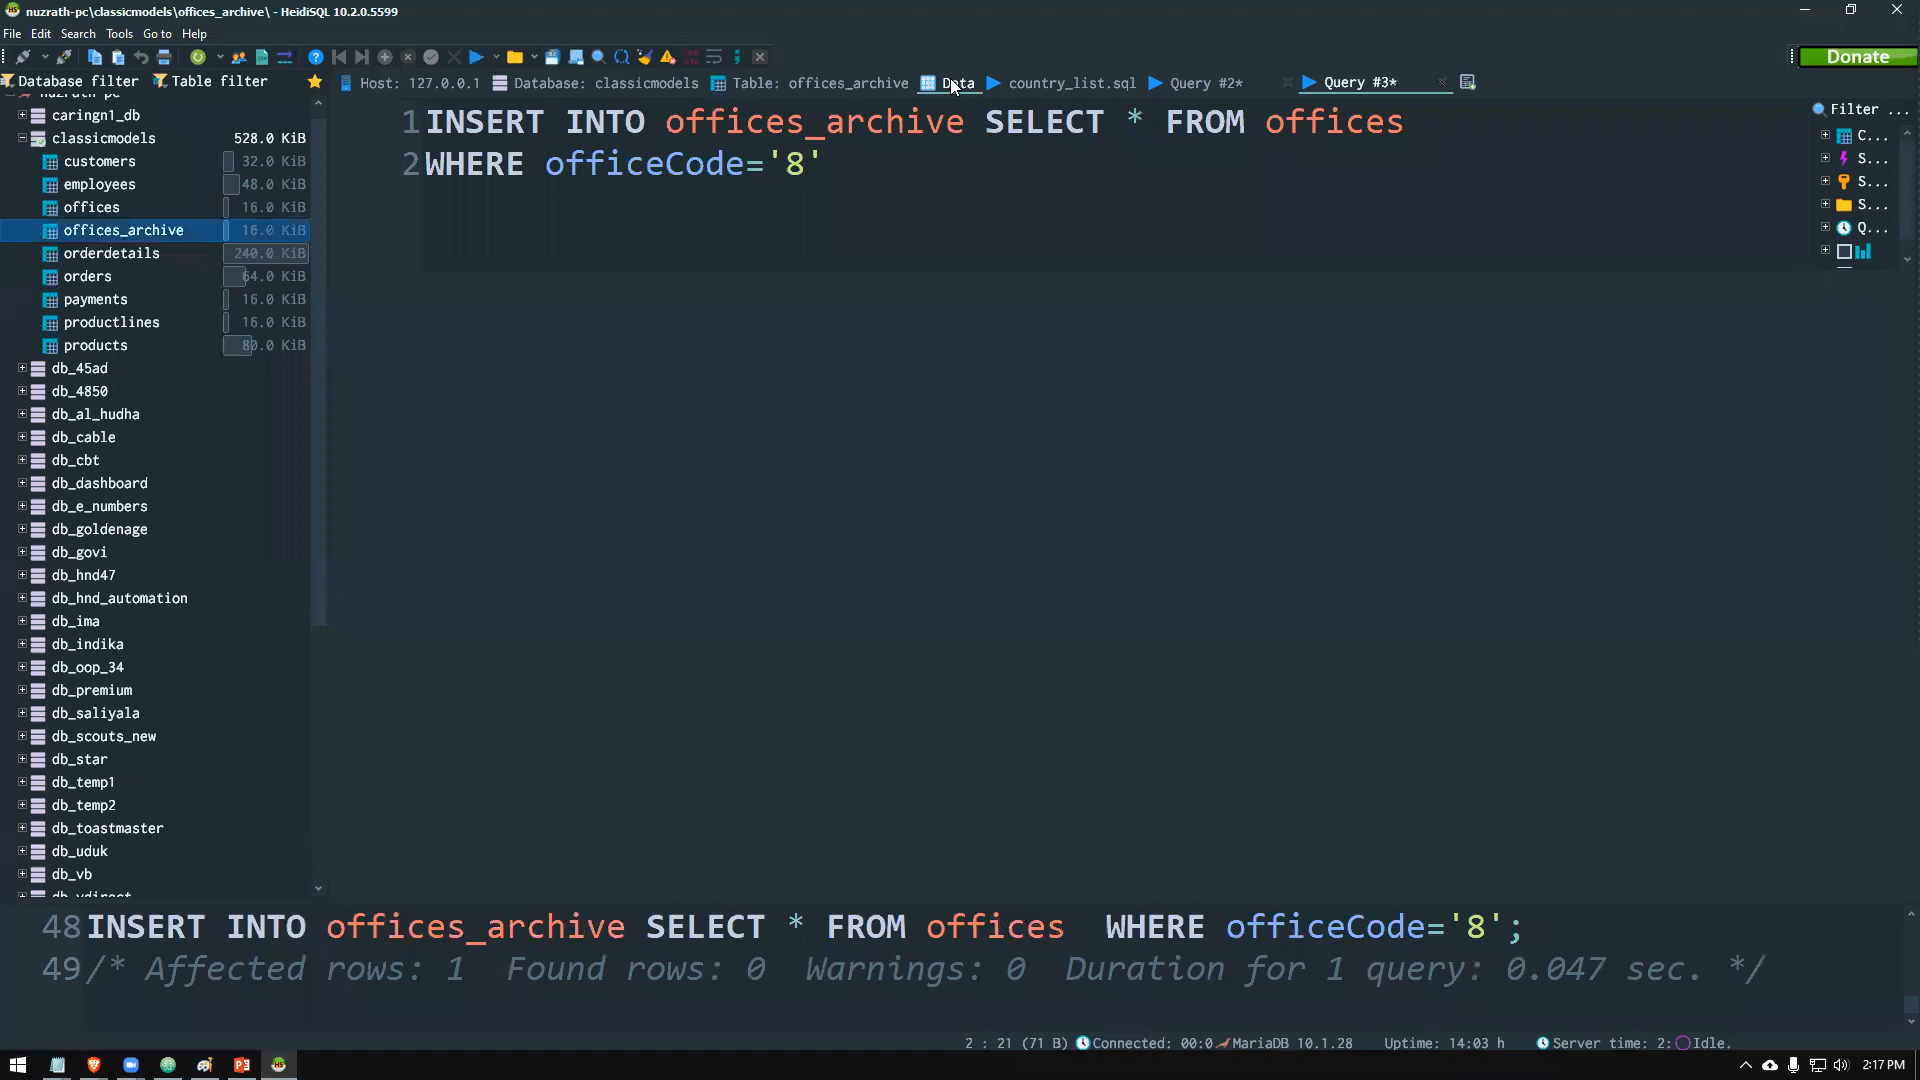 nuzrath-pc\classicmodels\offices_archive\ - HeidiSQL 10.2.0.5599
File Edit Search Tools Go to Help
Donate
Database filter Table filter
Host: 127.0.0.1 Database: classicmodels Table: offices_archive Data country_list.sql Query #2* Query #3*
caringn1_db
classicmodels 528.0 KiB
customers 32.0 KiB
employees 48.0 KiB
offices 16.0 KiB
offices_archive 16.0 KiB
orderdetails 240.0 KiB
orders 64.0 KiB
payments 16.0 KiB
productlines 16.0 KiB
products 80.0 KiB
db_45ad
db_4850
db_al_hudha
db_cable
db_cbt
db_dashboard
db_e_numbers
db_goldenage
db_govi
db_hnd47
db_hnd_automation
db_ima
db_indika
db_oop_34
db_premium
db_saliyala
db_scouts_new
db_star
db_temp1
db_temp2
db_toastmaster
db_uduk
db_vb
1 INSERT INTO offices_archive SELECT * FROM offices
2 WHERE officeCode='8'
Filter ...
C...
S...
S...
S...
Q...
48 INSERT INTO offices_archive SELECT * FROM offices WHERE officeCode='8';
49 /* Affected rows: 1 Found rows: 0 Warnings: 0 Duration for 1 query: 0.047 sec. */
2 : 21 (71 B) Connected: 00:0 MariaDB 10.1.28 Uptime: 14:03 h Server time: 2: Idle.
2:17 PM